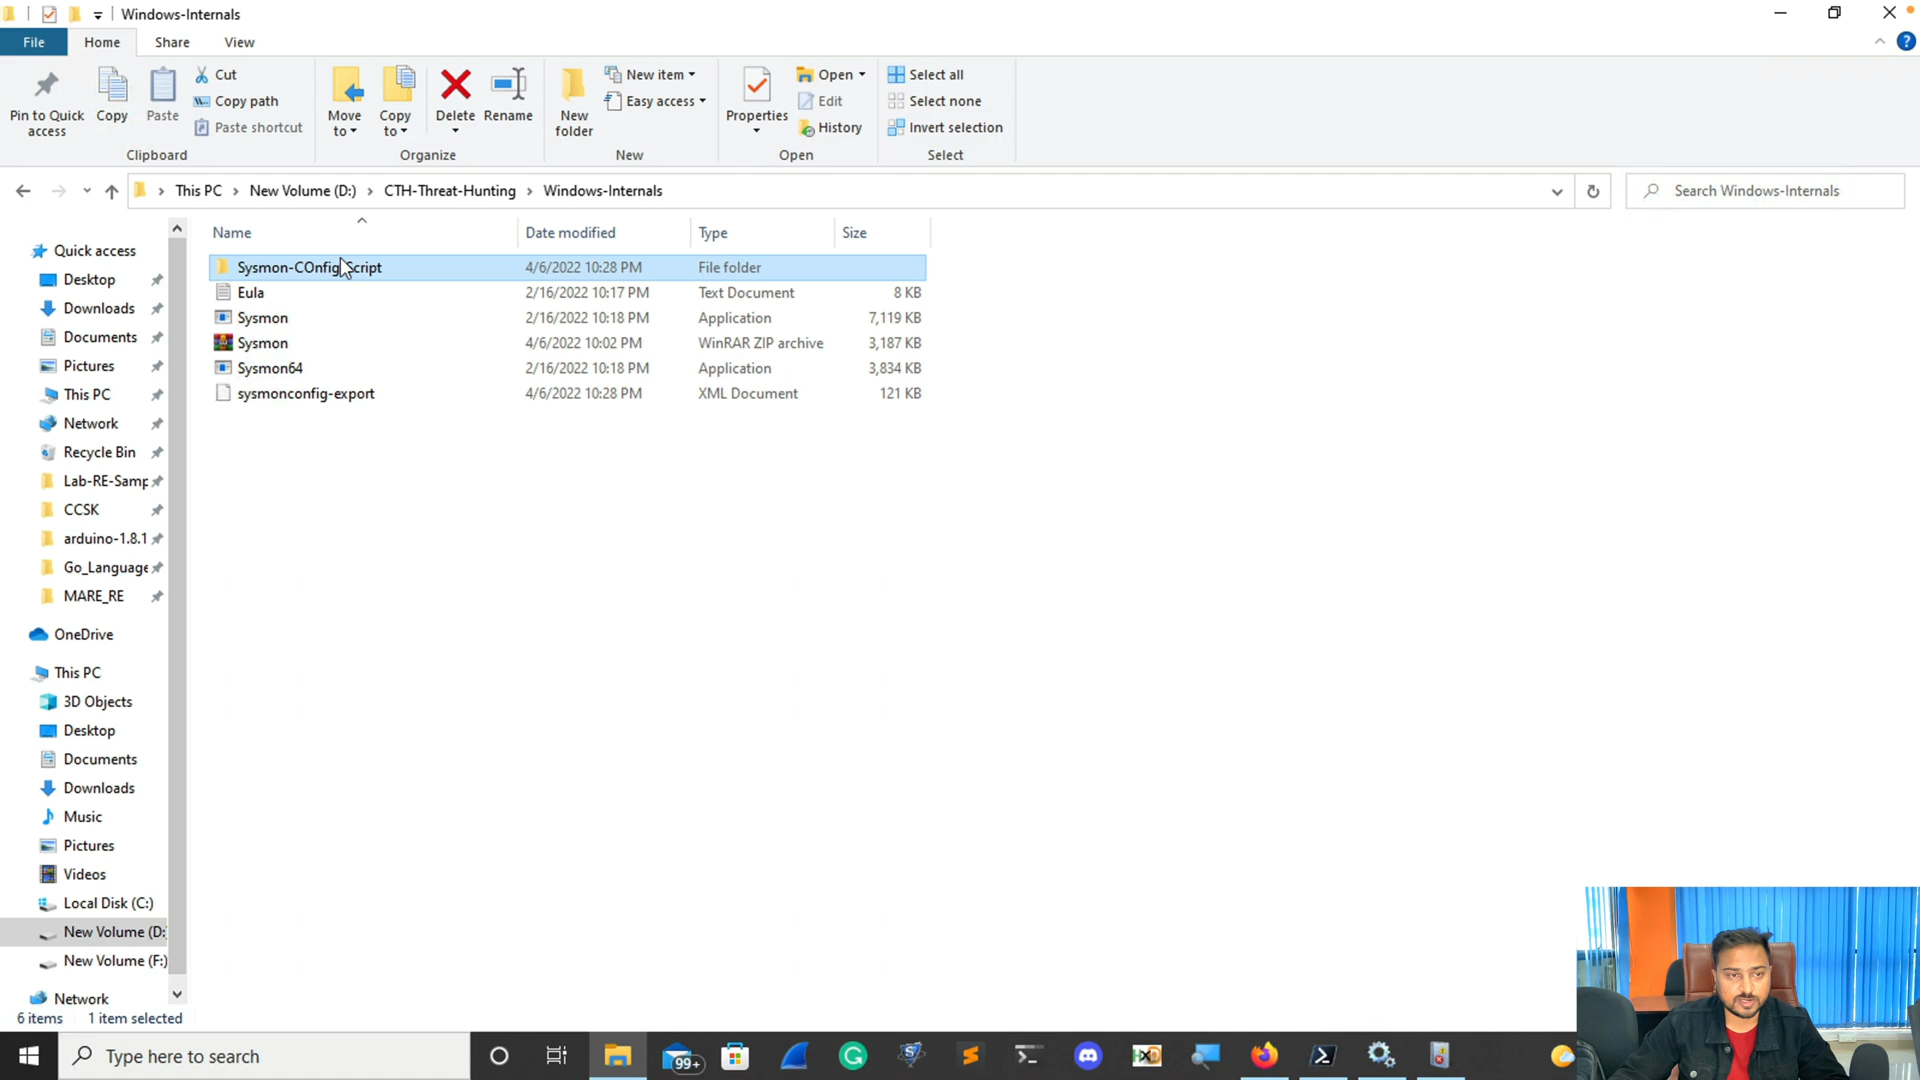 Windows-Internals
File Home Share View
Pin to Quick access
Copy
Paste
Cut
Copy path
Paste shortcut
Clipboard
Move to
Copy to
Delete
Rename
Organize
New folder
New item
Easy access
New
Properties
Open
Edit
History
Open
Select all
Select none
Invert selection
Select
This PC > New Volume (D:) > CTH-Threat-Hunting > Windows-Internals
Search Windows-Internals
Name Date modified Type Size
Sysmon-COnfig-Script 4/6/2022 10:28 PM File folder
Eula 2/16/2022 10:17 PM Text Document 8 KB
Sysmon 2/16/2022 10:18 PM Application 7,119 KB
Sysmon 4/6/2022 10:02 PM WinRAR ZIP archive 3,187 KB
Sysmon64 2/16/2022 10:18 PM Application 3,834 KB
sysmonconfig-export 4/6/2022 10:28 PM XML Document 121 KB
Quick access
Desktop
Downloads
Documents
Pictures
This PC
Network
Recycle Bin
Lab-RE-Samp
CCSK
arduino-1.8.1
Go_Language
MARE_RE
OneDrive
This PC
3D Objects
Desktop
Documents
Downloads
Music
Pictures
Videos
Local Disk (C:)
New Volume (D:
New Volume (F:)
Network
6 items 1 item selected
Type here to search
99+